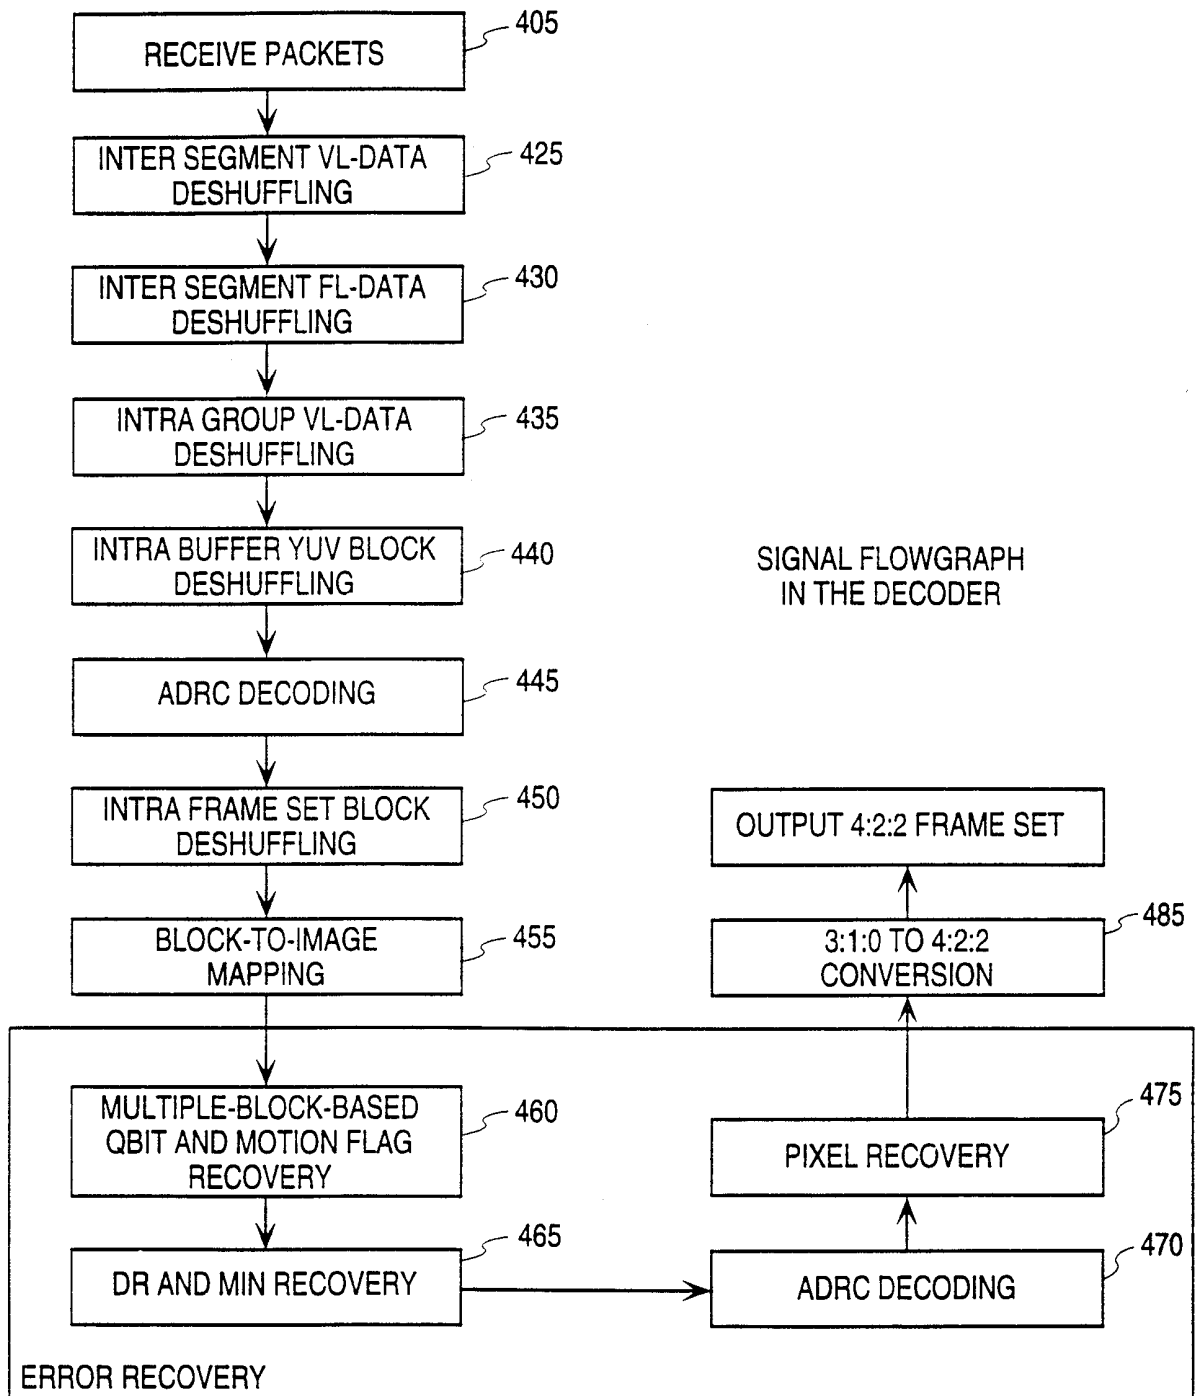 RECEIVE PACKETS
405
INTER SEGMENT VL-DATA
DESHUFFLING
425
INTER SEGMENT FL-DATA
DESHUFFLING
430
INTRA GROUP VL-DATA
DESHUFFLING
435
INTRA BUFFER YUV BLOCK
DESHUFFLING
440
SIGNAL FLOWGRAPH
IN THE DECODER
ADRC DECODING
445
INTRA FRAME SET BLOCK
DESHUFFLING
450
OUTPUT 4:2:2 FRAME SET
BLOCK-TO-IMAGE
MAPPING
455
3:1:0 TO 4:2:2
CONVERSION
485
MULTIPLE-BLOCK-BASED
QBIT AND MOTION FLAG
RECOVERY
460
PIXEL RECOVERY
475
DR AND MIN RECOVERY
465
ADRC DECODING
470
ERROR RECOVERY